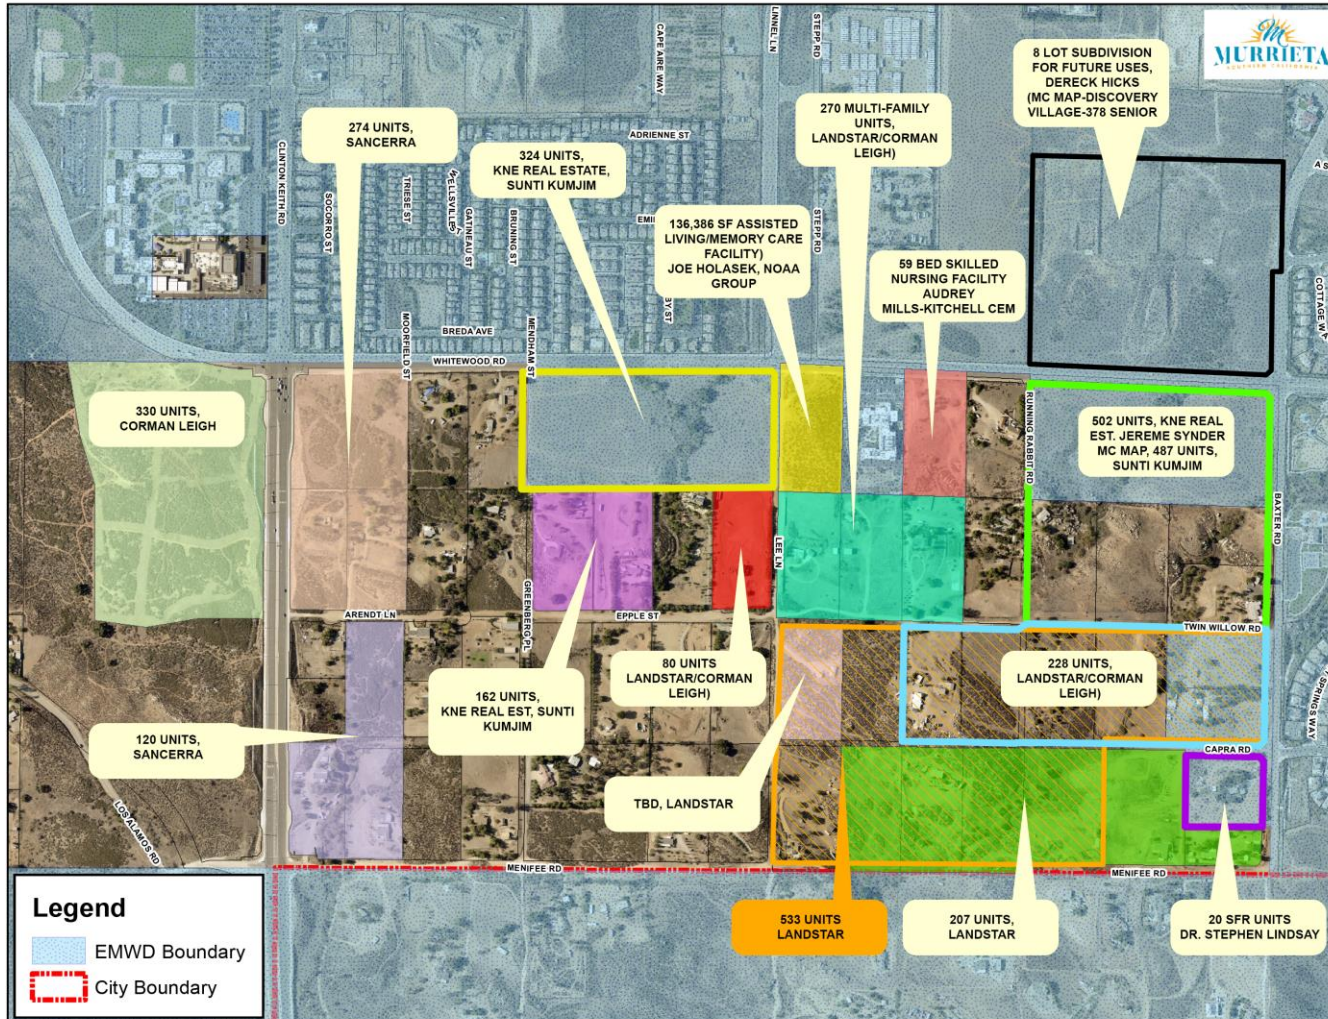 MURRIETA
LINNEL LN
STEPP RD
CAPE AIRE WAY
8 LOT SUBDIVISION
FOR FUTURE USES,
DERECK HICKS
(MC MAP-DISCOVERY
VILLAGE-378 SENIOR
274 UNITS,
SANCERRA
ADRIENNE ST
324 UNITS,
KNE REAL ESTATE,
SUNTI KUMJIM
270 MULTI-FAMILY
UNITS,
LANDSTAR/CORMAN
LEIGH)
CLINTON KEITH RD
SOCORRO ST
TRIESE ST
GATINEAU ST
BRUNING ST
STEPP RD
136,386 SF ASSISTED
LIVING/MEMORY CARE
FACILITY)
JOE HOLASEK, NOAA
GROUP
59 BED SKILLED
NURSING FACILITY
AUDREY
MILLS-KITCHELL CEM
BREDA AVE
MOORFIELD ST
MENDHAM ST
WHITEWOOD RD
330 UNITS,
CORMAN LEIGH
RUNNING RABBIT RD
502 UNITS, KNE REAL
EST. JEREME SYNDER
MC MAP, 487 UNITS,
SUNTI KUMJIM
BAXTER RD
LEE LN
GREENBERG PL
ARENDT LN
EPPLE ST
TWIN WILLOW RD
80 UNITS
LANDSTAR/CORMAN
LEIGH)
228 UNITS,
LANDSTAR/CORMAN
LEIGH)
162 UNITS,
KNE REAL EST, SUNTI
KUMJIM
SPRINGS WAY
120 UNITS,
SANCERRA
CAPRA RD
TBD, LANDSTAR
LOS ALAMOS RD
MENIFEE RD
MENIFEE RD
533 UNITS
LANDSTAR
207 UNITS,
LANDSTAR
20 SFR UNITS
DR. STEPHEN LINDSAY
Legend
EMWD Boundary
City Boundary